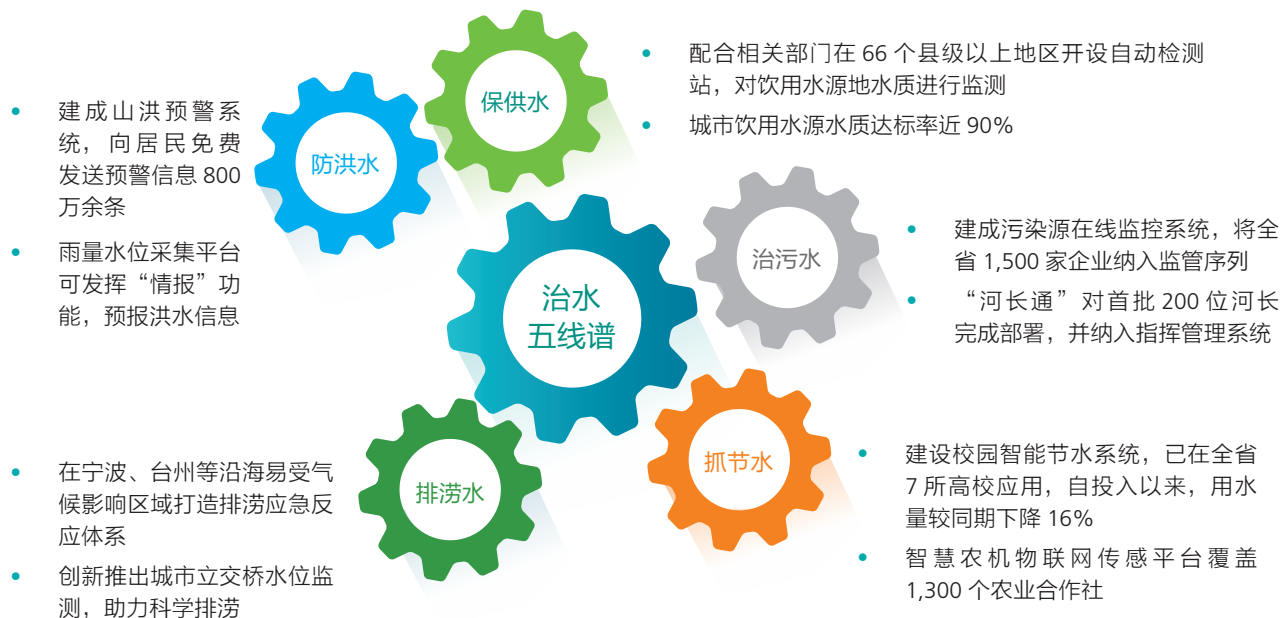 保供水
• 配合相关部门在 66 个县级以上地区开设自动检测
站，对饮用水源地水质进行监测
• 城市饮用水源水质达标率近 90%
防洪水
• 建成山洪预警系
统，向居民免费
发送预警信息 800
万余条
• 雨量水位采集平台
可发挥“情报”功
能，预报洪水信息
治污水
• 建成污染源在线监控系统，将全
省 1,500 家企业纳入监管序列
• “河长通”对首批 200 位河长
完成部署，并纳入指挥管理系统
治水
五线谱
排涝水
• 在宁波、台州等沿海易受气
候影响区域打造排涝应急反
应体系
• 创新推出城市立交桥水位监
测，助力科学排涝
抓节水
• 建设校园智能节水系统，已在全省
7 所高校应用，自投入以来，用水
量较同期下降 16%
• 智慧农机物联网传感平台覆盖
1,300 个农业合作社